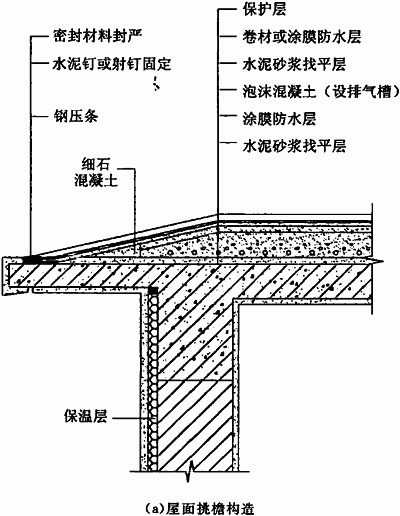 密封材料封严
水泥钉或射钉固定
钢压条
细石
混凝土
保护层
卷材或涂膜防水层
水泥砂浆找平层
泡沫混凝土（设排气槽）
涂膜防水层
水泥砂浆找平层
保温层
(a)屋面挑檐构造